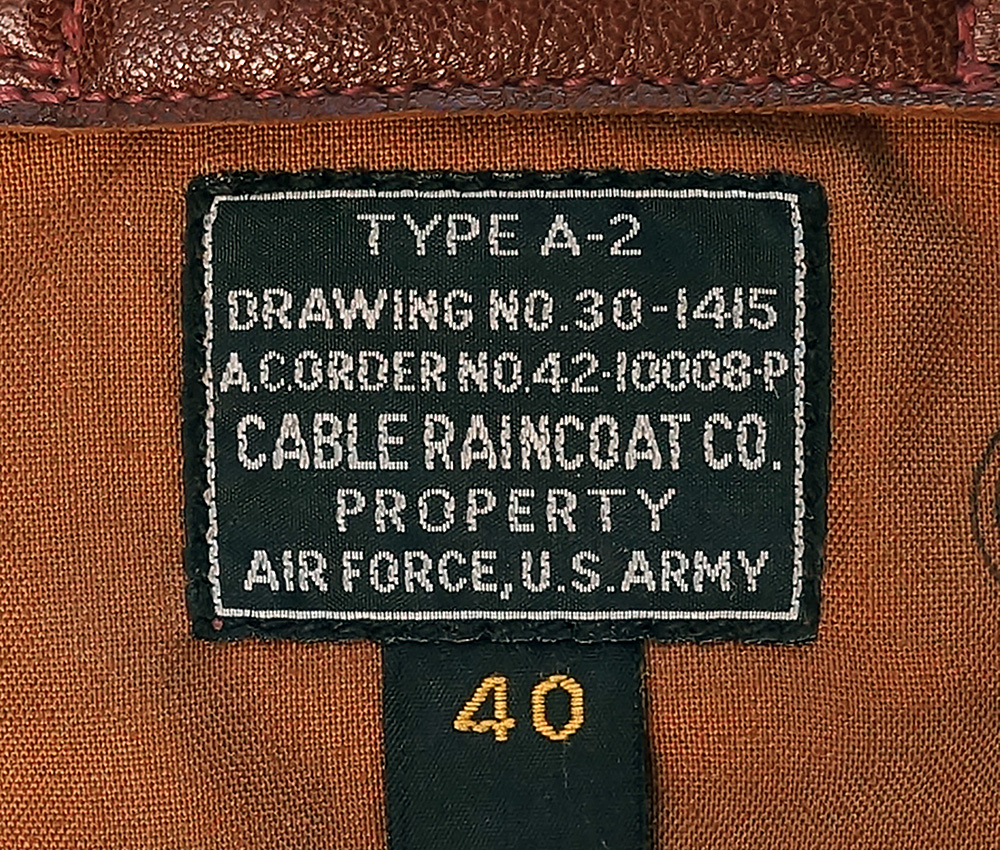 TYPE A-2
DRAWING NO. 30-1415
A.C. ORDER NO. 42-10008-P
CABLE RAINCOAT CO.
PROPERTY
AIR FORCE, U.S. ARMY
40